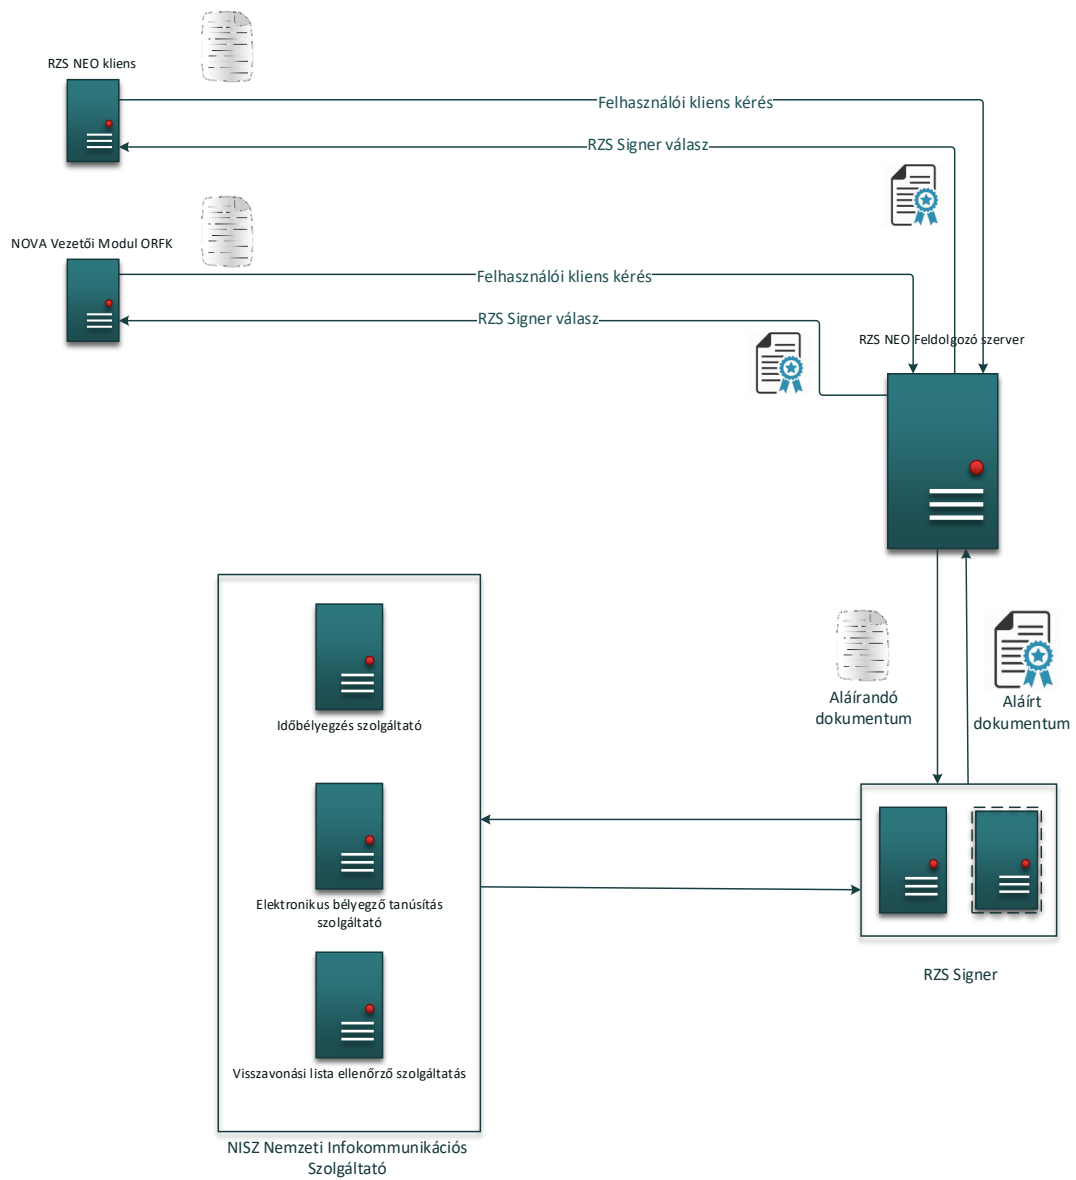 RZS NEO kliens
Felhasználói kliens kérés
RZS Signer válasz
NOVA Vezetői Modul ORFK
Felhasználói kliens kérés
RZS Signer válasz
RZS NEO Feldolgozó szerver
Aláírandó
dokumentum
Aláírt
dokumentum
Időbélyegzés szolgáltató
Elektronikus bélyegző tanúsítás
szolgáltató
RZS Signer
Visszavonási lista ellenőrző szolgáltatás
NISZ Nemzeti Infokommunikációs
Szolgáltató